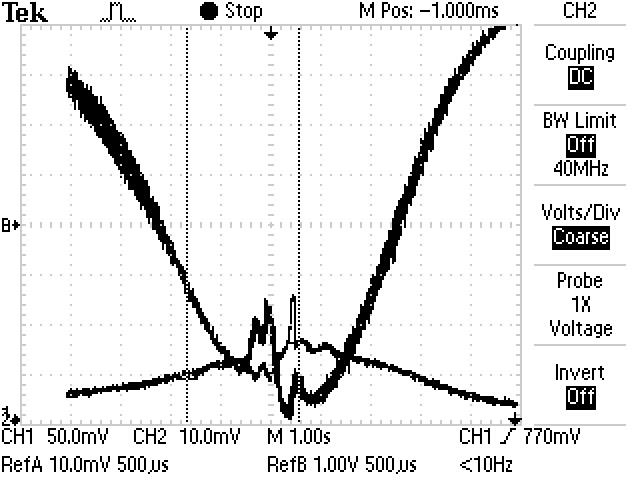 Tek Stop M Pos: −1.000ms CH2
Coupling
DC
BW Limit
Off
40MHz
Volts/Div
Coarse
Probe
1X
Voltage
Invert
Off
B
CH1 50.0mV CH2 10.0mV M 1.00s CH1 770mV
RefA 10.0mV 500µs RefB 1.00V 500µs <10Hz